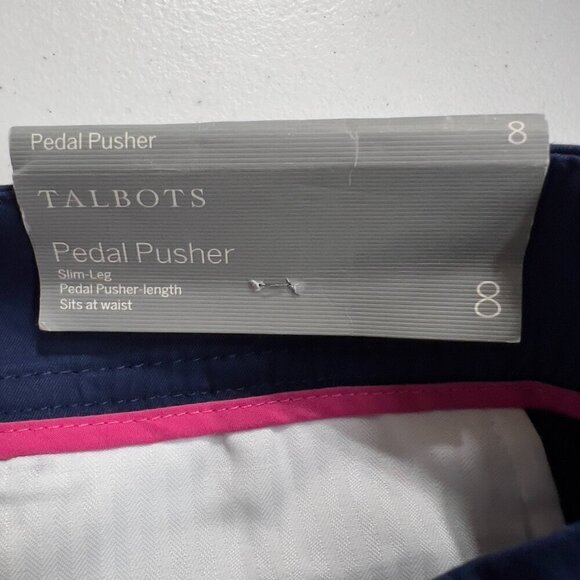 Pedal Pusher 8
TALBOTS
Pedal Pusher
Slim-Leg
Pedal Pusher-length
Sits at waist
8